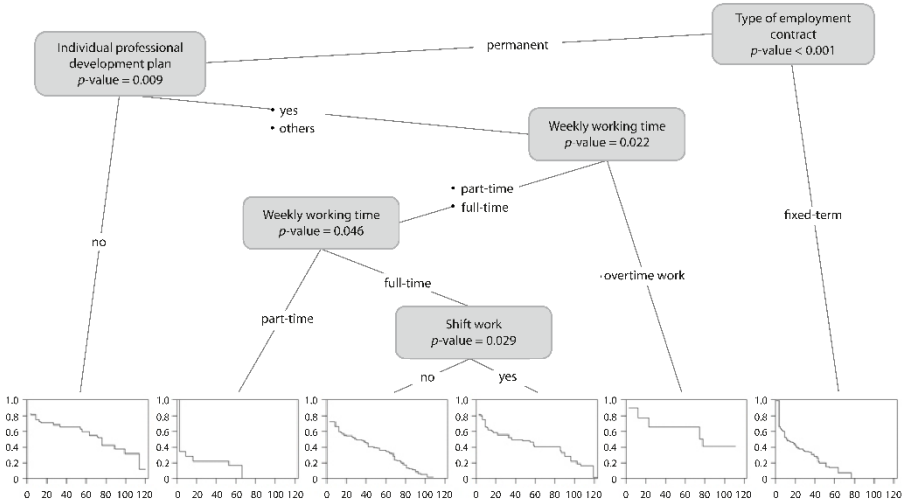 Type of employment
contract
p-value < 0.001
permanent
Individual professional
development plan
p-value = 0.009
• yes
• others
Weekly working time
p-value = 0.022
• part-time
• full-time
fixed-term
Weekly working time
p-value = 0.046
no
overtime work
full-time
part-time
Shift work
p-value = 0.029
no
yes
1.0 1.0 1.0 1.0 1.0 1.0
0.8 0.8 0.8 0.8 0.8 0.8
0.6 0.6 0.6 0.6 0.6 0.6
0.4 0.4 0.4 0.4 0.4 0.4
0.2 0.2 0.2 0.2 0.2 0.2
0 0 0 0 0 0
0 20 40 60 80 100 120 0 20 40 60 80 100 120 0 20 40 60 80 100 120 0 20 40 60 80 100 120 0 20 40 60 80 100 120 0 20 40 60 80 100 120